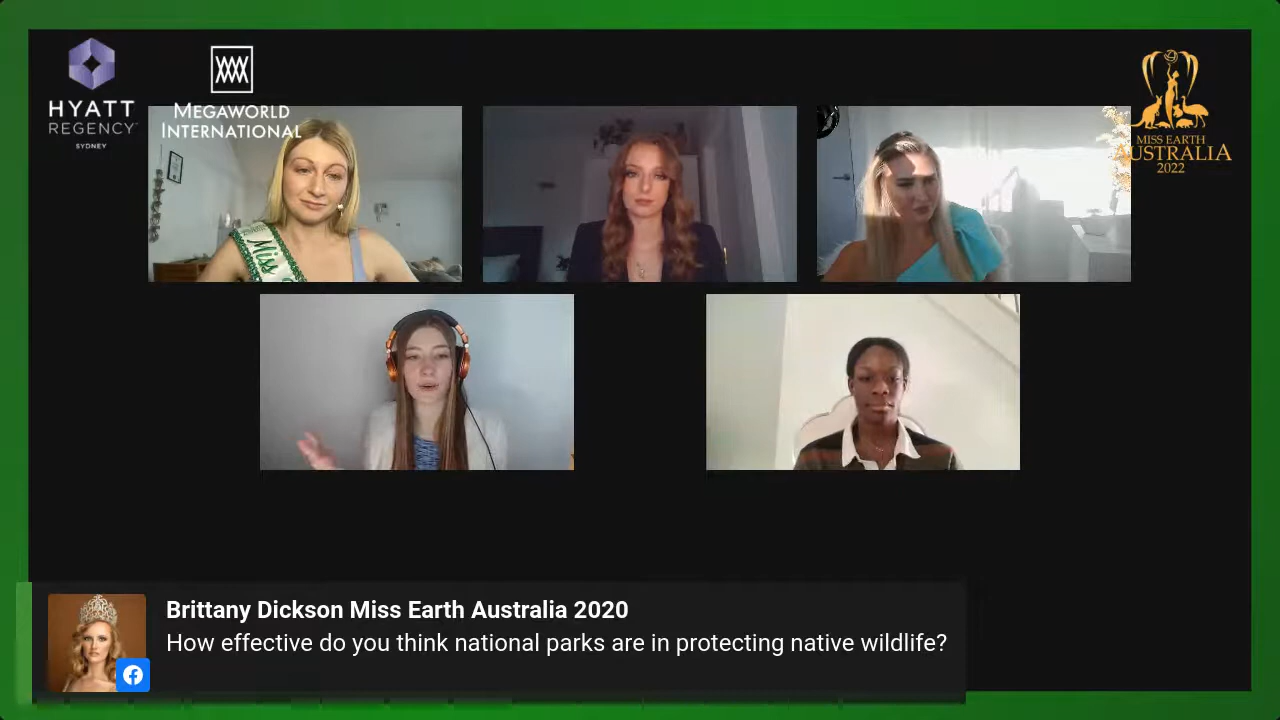 HYATT
REGENCY
SYDNEY
MEGAWORLD
INTERNATIONAL
MISS EARTH
AUSTRALIA
2022
Miss
Brittany Dickson Miss Earth Australia 2020
How effective do you think national parks are in protecting native wildlife?